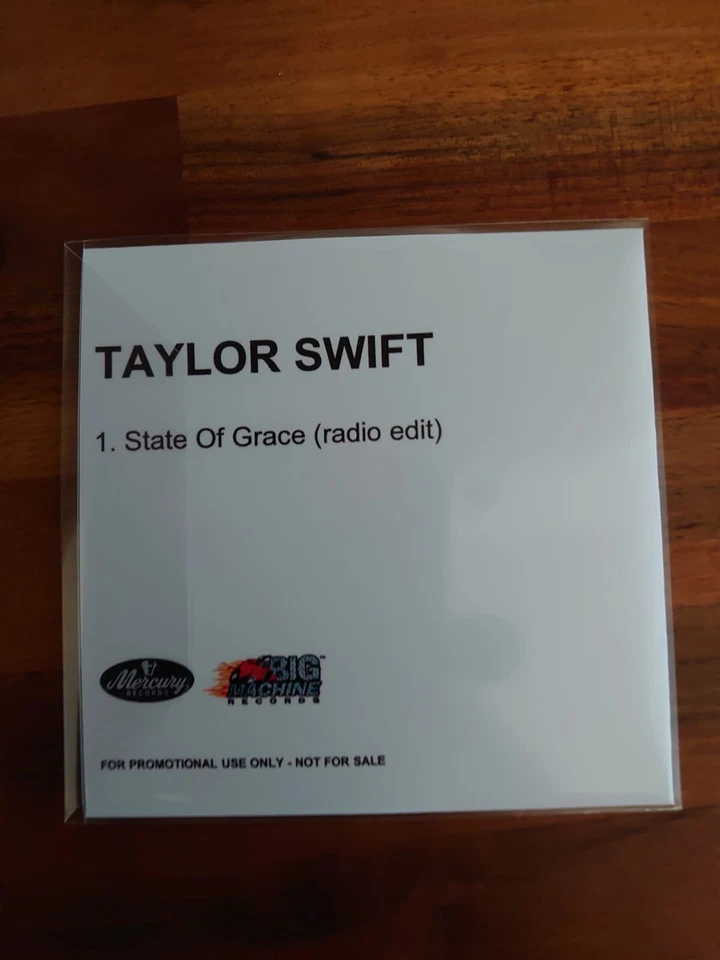 TAYLOR SWIFT
1. State Of Grace (radio edit)
Mercury
RECORDS
BIG
MACHINE
RECORDS
FOR PROMOTIONAL USE ONLY - NOT FOR SALE